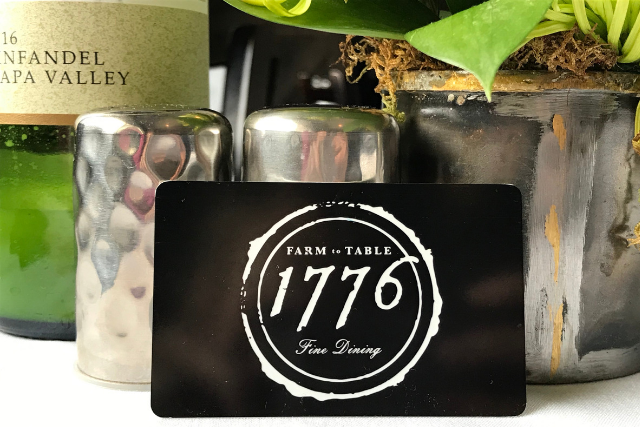 16
NFANDEL
APA VALLEY
FARM to TABLE
1776
Fine Dining